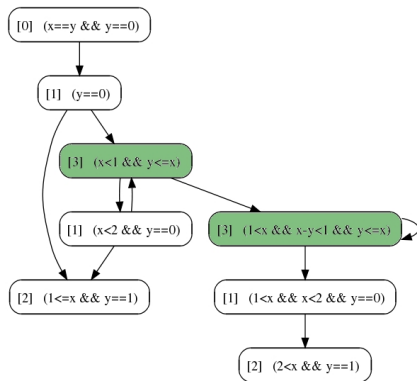 [0] (x==y && y==0)
[1] (y==0)
[3] (x<1 && y<=x)
[1] (x<2 && y==0)
[3] (1<x && x-y<1 && y<=x)
[2] (1<=x && y==1)
[1] (1<x && x<2 && y==0)
[2] (2<x && y==1)